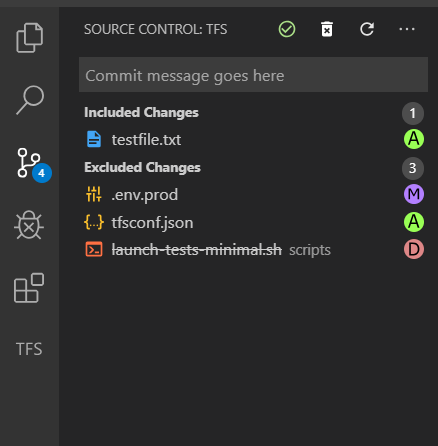 SOURCE CONTROL: TFS
Commit message goes here
Included Changes 1
testfile.txt A
Excluded Changes 3
.env.prod M
4
{..} tfsconf.json A
launch-tests-minimal.sh scripts D
TFS